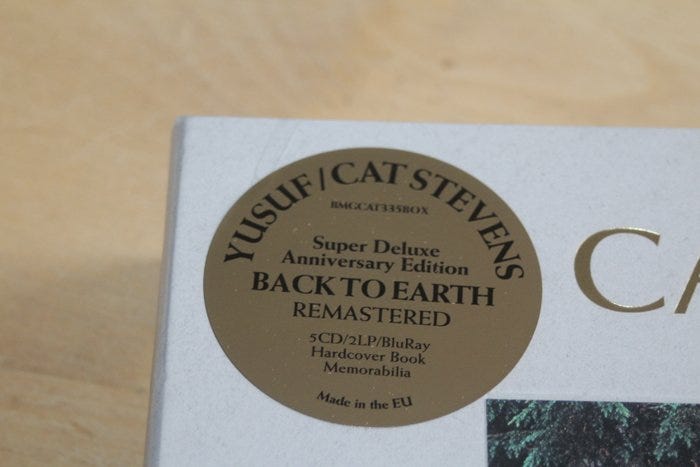 YUSUF / CAT STEVENS
BMGCAT335BOX
Super Deluxe
Anniversary Edition
BACK TO EARTH
REMASTERED
5CD/2LP/BluRay
Hardcover Book
Memorabilia
Made in the EU
CA